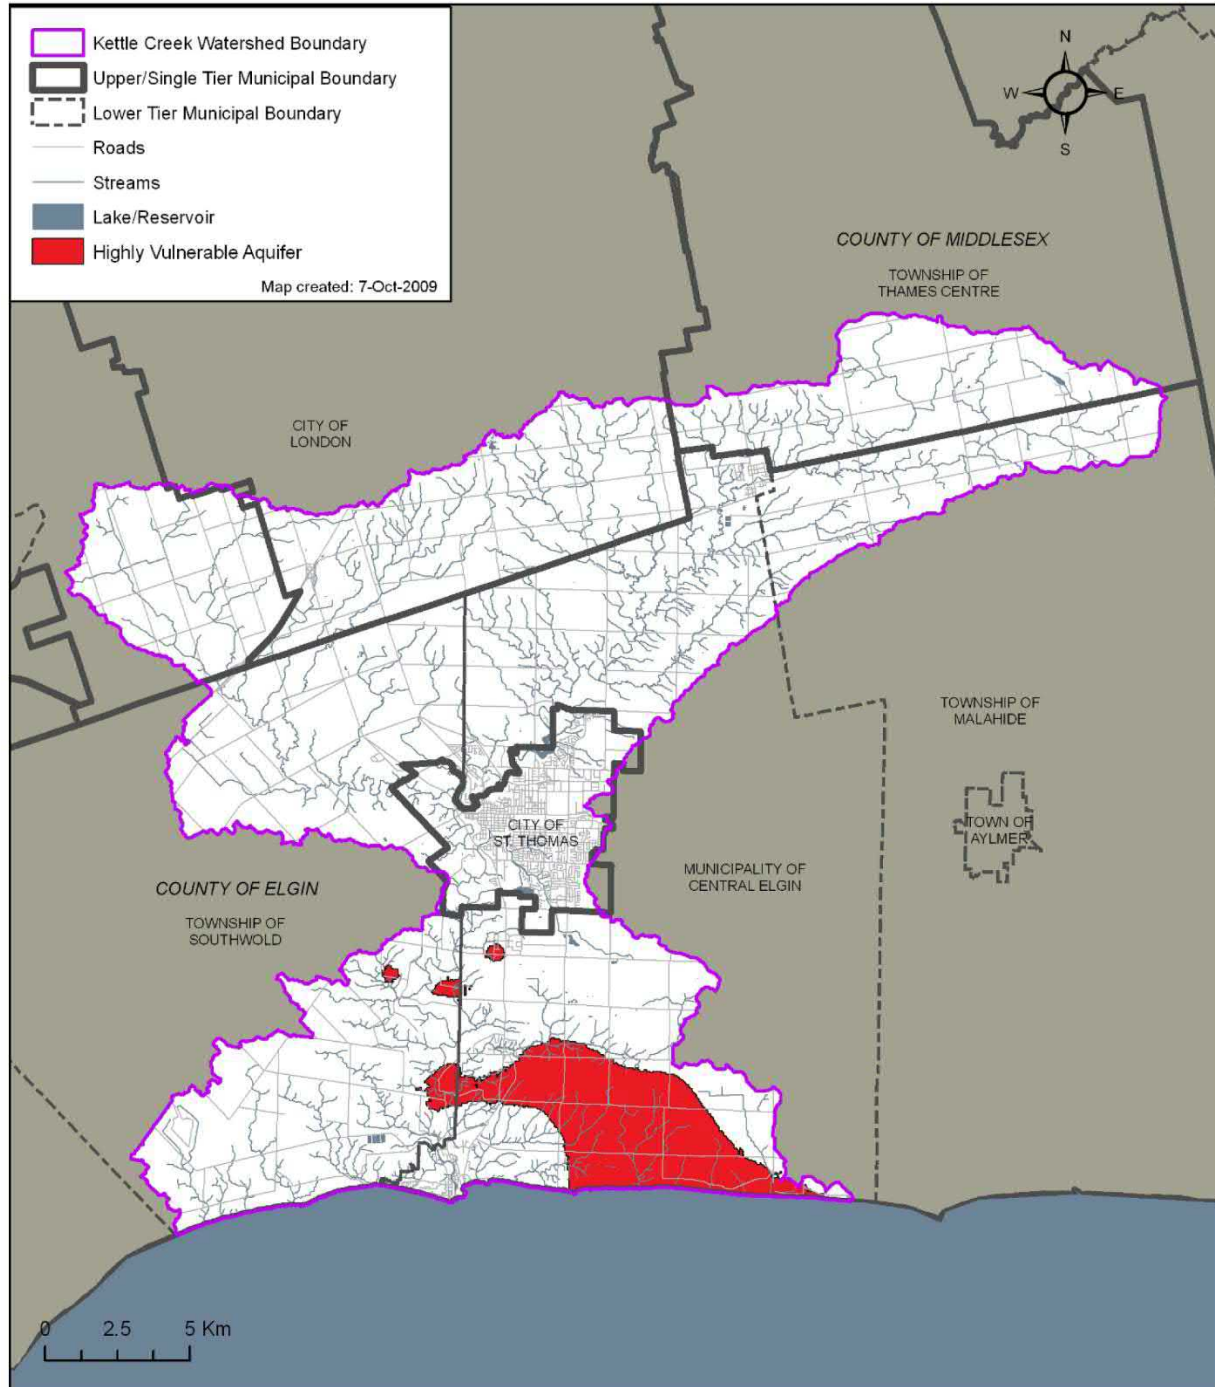 Kettle Creek Watershed Boundary
Upper/Single Tier Municipal Boundary
Lower Tier Municipal Boundary
Roads
Streams
Lake/Reservoir
Highly Vulnerable Aquifer
Map created: 7-Oct-2009
N
W
E
S
COUNTY OF MIDDLESEX
TOWNSHIP OF
THAMES CENTRE
CITY OF
LONDON
TOWNSHIP OF
MALAHIDE
TOWN OF
AYLMER
CITY OF
ST. THOMAS
MUNICIPALITY OF
CENTRAL ELGIN
COUNTY OF ELGIN
TOWNSHIP OF
SOUTHWOLD
0 2.5 5 Km